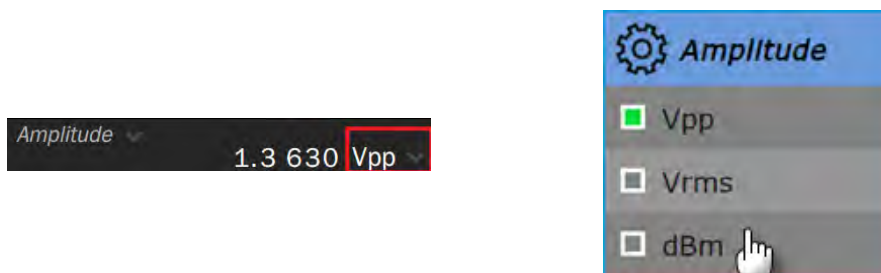 Amplitude
1.3 630 Vpp
Amplitude
Vpp
Vrms
dBm